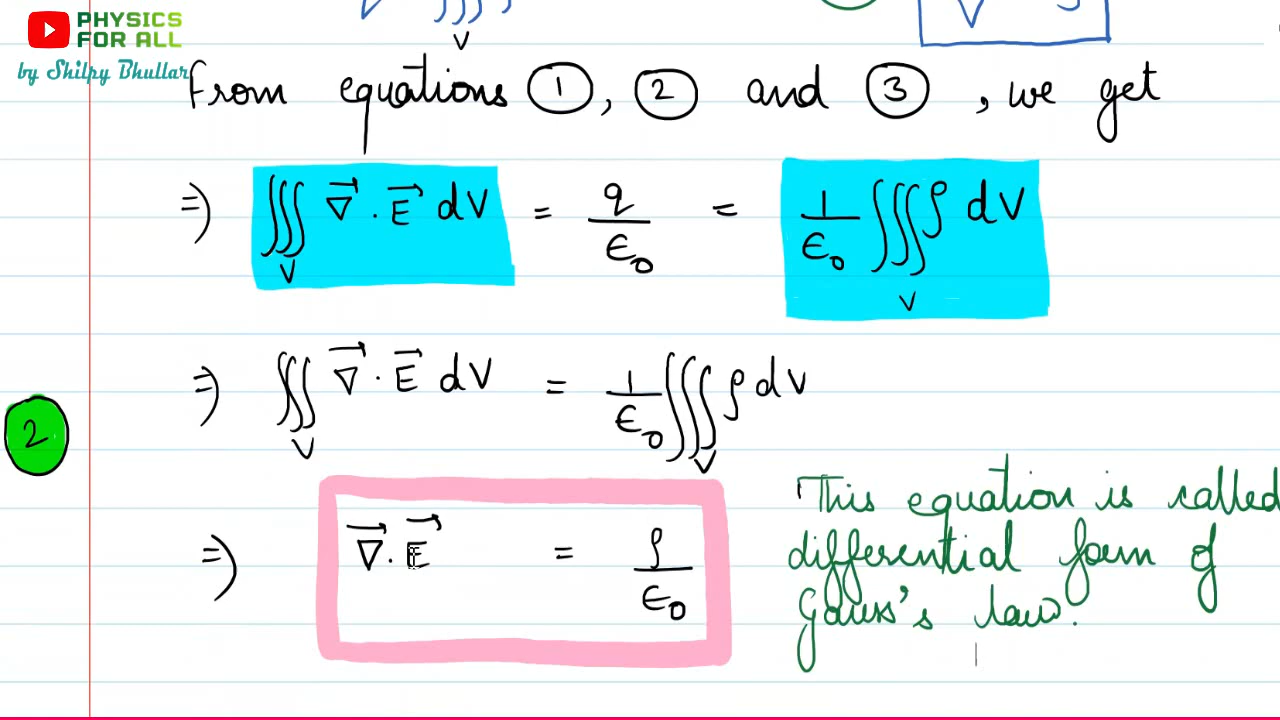 PHYSICS
FOR ALL
by Shilpy Bhullar
∇ ∭
V
from equations ①, ② and ③, we get
⇒ ∭_V ∇⃗ · E⃗ dV = q/ϵ₀ = 1/ϵ₀ ∭_V ρ dV
⇒ ∭_V ∇⃗ · E⃗ dV = 1/ϵ₀ ∭_V ρ dV
2
⇒ ∇⃗ · E⃗ = ρ/ϵ₀
This equation is called
differential form of
Gauss's law.